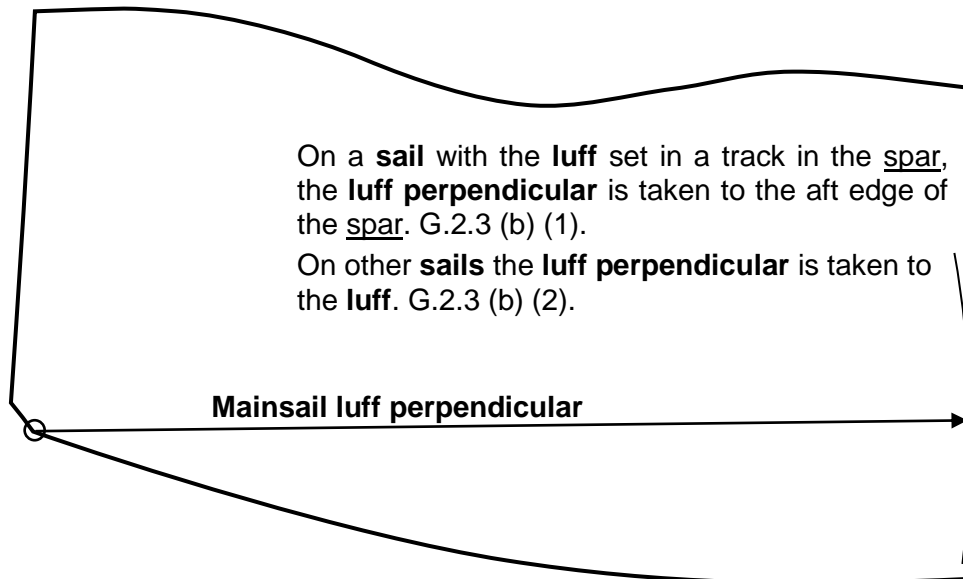 On a sail with the luff set in a track in the spar,
the luff perpendicular is taken to the aft edge of
the spar. G.2.3 (b) (1).
On other sails the luff perpendicular is taken to
the luff. G.2.3 (b) (2).
Mainsail luff perpendicular